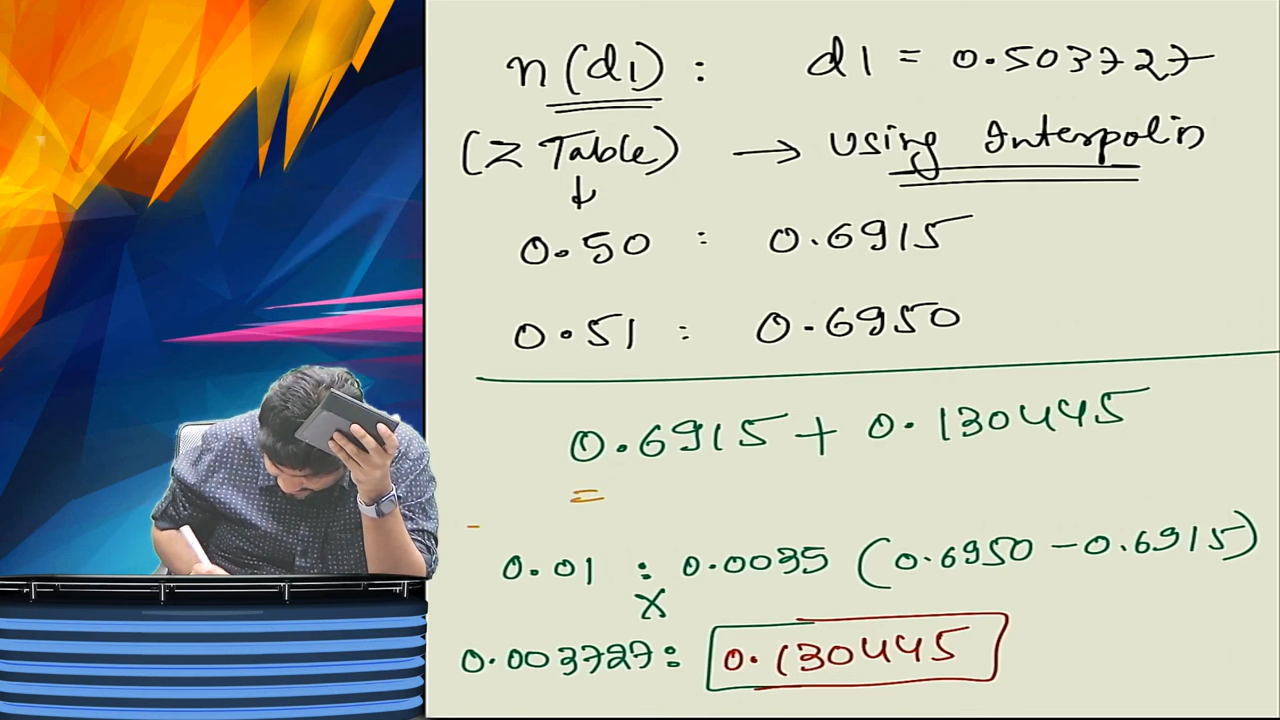 n(d1) : d1 = 0.503727
(Z Table) → Using Interpolin
↓
0.50 : 0.6915
0.51 : 0.6950
0.6915 + 0.130445
=
0.01 : 0.0035 (0.6950 - 0.6915)
X
0.003727: 0.130445